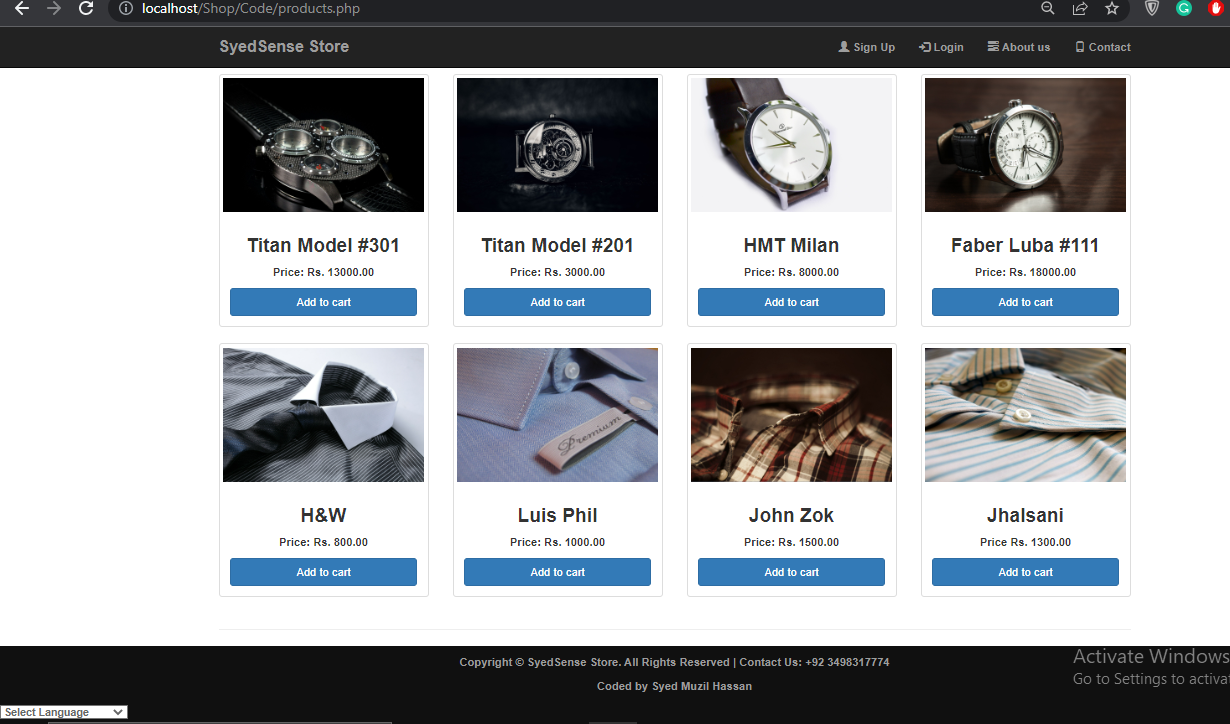 localhost/Shop/Code/products.php
SyedSense Store
Sign Up
Login
About us
Contact
Titan Model #301
Price: Rs. 13000.00
Add to cart
Titan Model #201
Price: Rs. 3000.00
Add to cart
HMT Milan
Price: Rs. 8000.00
Add to cart
Faber Luba #111
Price: Rs. 18000.00
Add to cart
Premium
H&W
Price: Rs. 800.00
Add to cart
Luis Phil
Price: Rs. 1000.00
Add to cart
John Zok
Price: Rs. 1500.00
Add to cart
Jhalsani
Price Rs. 1300.00
Add to cart
Copyright © SyedSense Store. All Rights Reserved | Contact Us: +92 3498317774
Coded by Syed Muzil Hassan
Activate Windows
Go to Settings to activa
Select Language